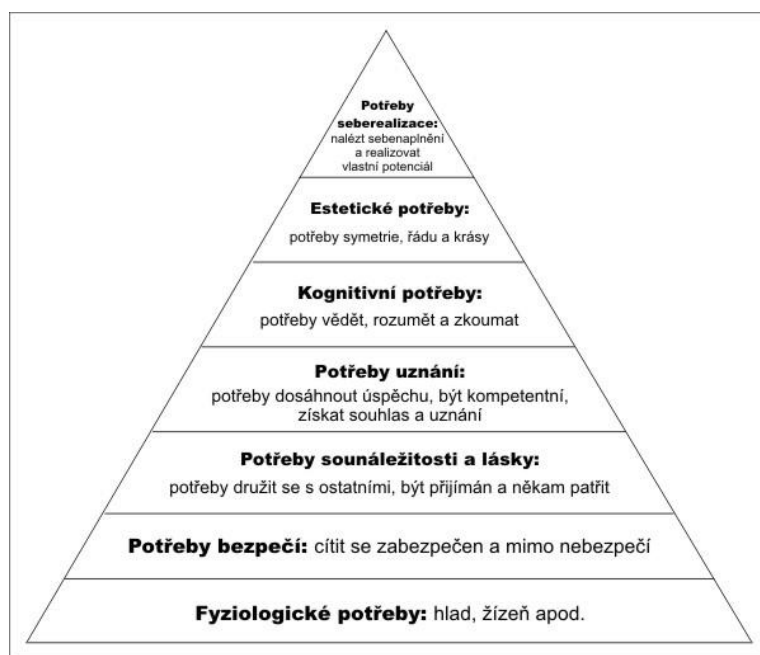 Potřeby
seberealizace:
nalézt sebenaplnění
a realizovat
vlastní potenciál
Estetické potřeby:
potřeby symetrie, řádu a krásy
Kognitivní potřeby:
potřeby vědět, rozumět a zkoumat
Potřeby uznání:
potřeby dosáhnout úspěchu, být kompetentní,
získat souhlas a uznání
Potřeby sounáležitosti a lásky:
potřeby družit se s ostatními, být přijímán a někam patřit
Potřeby bezpečí: cítit se zabezpečen a mimo nebezpečí
Fyziologické potřeby: hlad, žízeň apod.